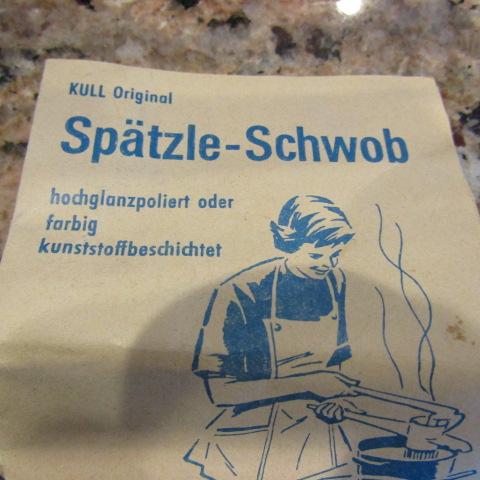 KULL Original
Spätzle-Schwob
hochglanzpoliert oder
farbig
kunststoffbeschichtet